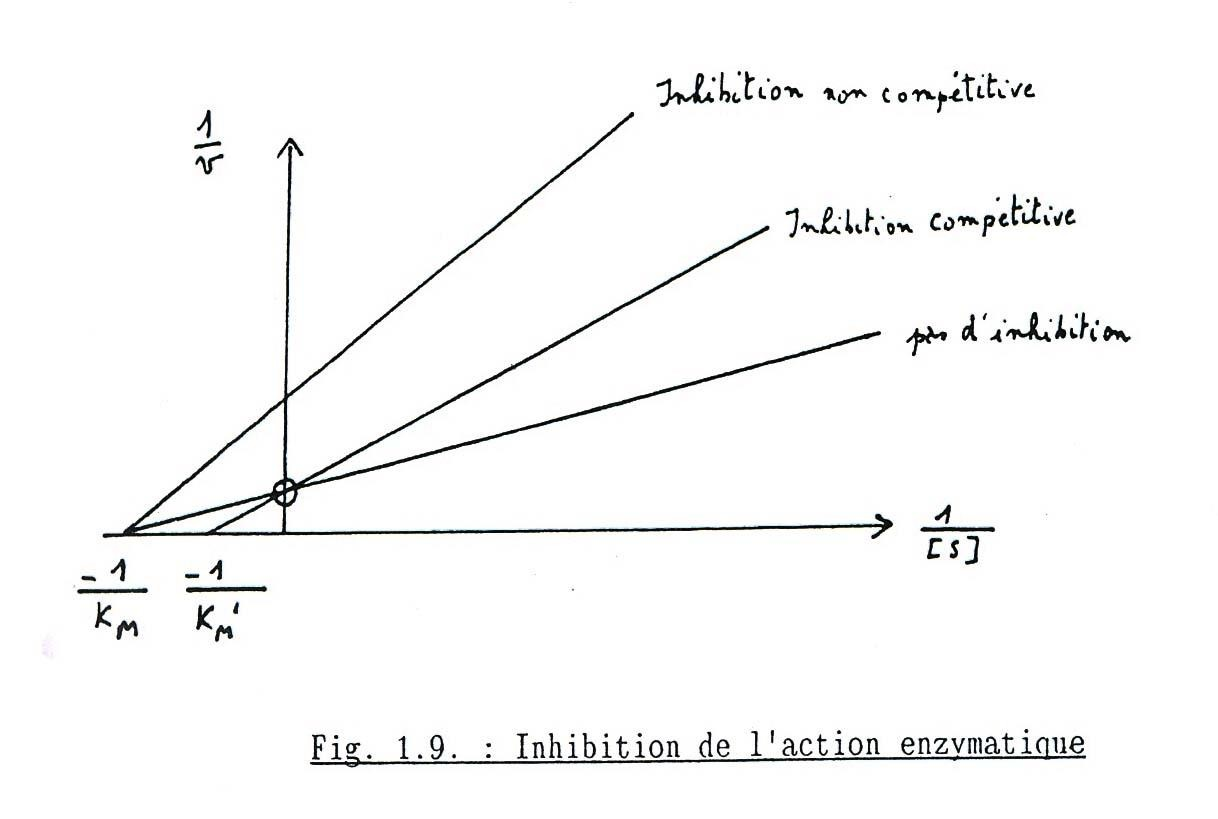 Inhibition non compétitive
1/v
Inhibition compétitive
pas d'inhibition
1/[S]
-1/KM
-1/KM'
Fig. 1.9. : Inhibition de l'action enzymatique